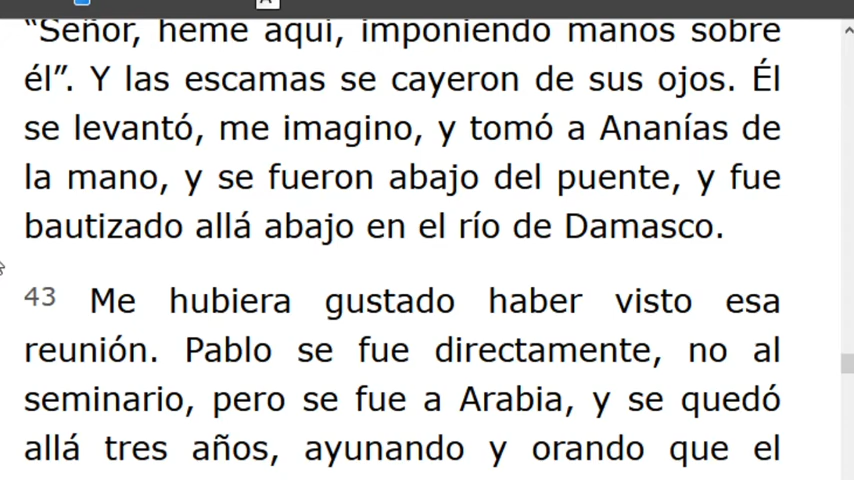 “Señor, heme aquí, imponiendo manos sobre
él”. Y las escamas se cayeron de sus ojos. Él
se levantó, me imagino, y tomó a Ananías de
la mano, y se fueron abajo del puente, y fue
bautizado allá abajo en el río de Damasco.
43 Me hubiera gustado haber visto esa
reunión. Pablo se fue directamente, no al
seminario, pero se fue a Arabia, y se quedó
allá tres años, ayunando y orando que el